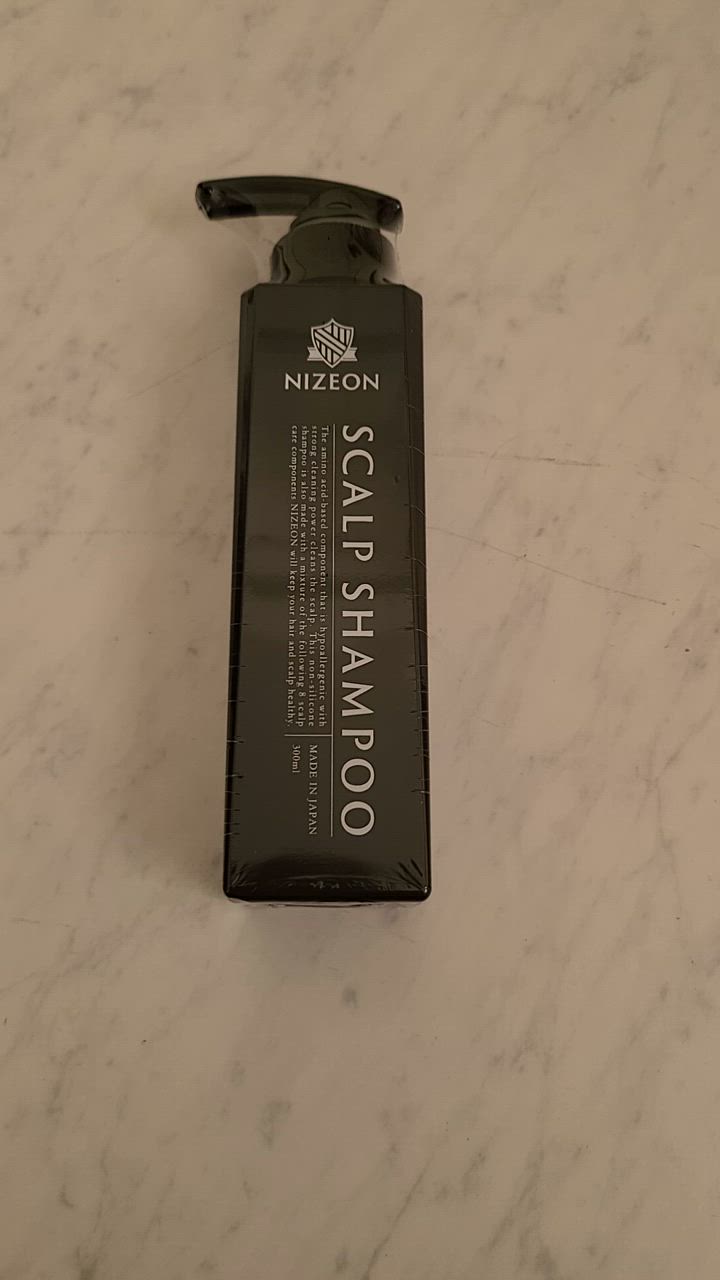 NIZEON
SCALP SHAMPOO
The amino acid-based component that is hypoallergenic with
strong cleaning power cleans the scalp. This non-silicone
shampoo is also made with a mixture of the following 8 scalp
care components NIZEON will keep your hair and scalp healthy.
MADE IN JAPAN
300ml